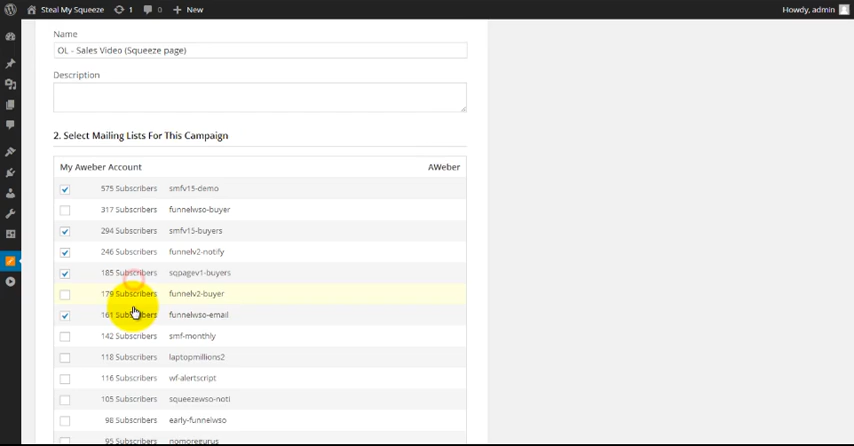 Steal My Squeeze 1 0 New Howdy, admin
Name
OL - Sales Video (Squeeze page)
Description
2. Select Mailing Lists For This Campaign
My Aweber Account AWeber
575 Subscribers smfv15-demo
317 Subscribers funnelwso-buyer
294 Subscribers smfv15-buyers
246 Subscribers funnelv2-notify
185 Subscribers sqpagev1-buyers
179 Subscribers funnelv2-buyer
161 Subscribers funnelwso-email
142 Subscribers smf-monthly
118 Subscribers laptopmillions2
116 Subscribers wf-alertscript
105 Subscribers squeezewso-noti
98 Subscribers early-funnelwso
95 Subscribers nomoregurus